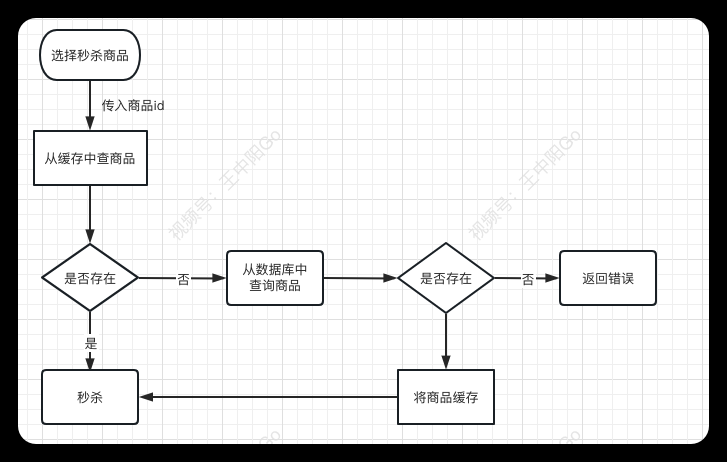 选择秒杀商品
传入商品id
从缓存中查商品
视频号：王中阳Go
视频号：王中阳Go
是否存在
否
从数据库中
查询商品
是否存在
否
返回错误
是
秒杀
将商品缓存
Go
Go